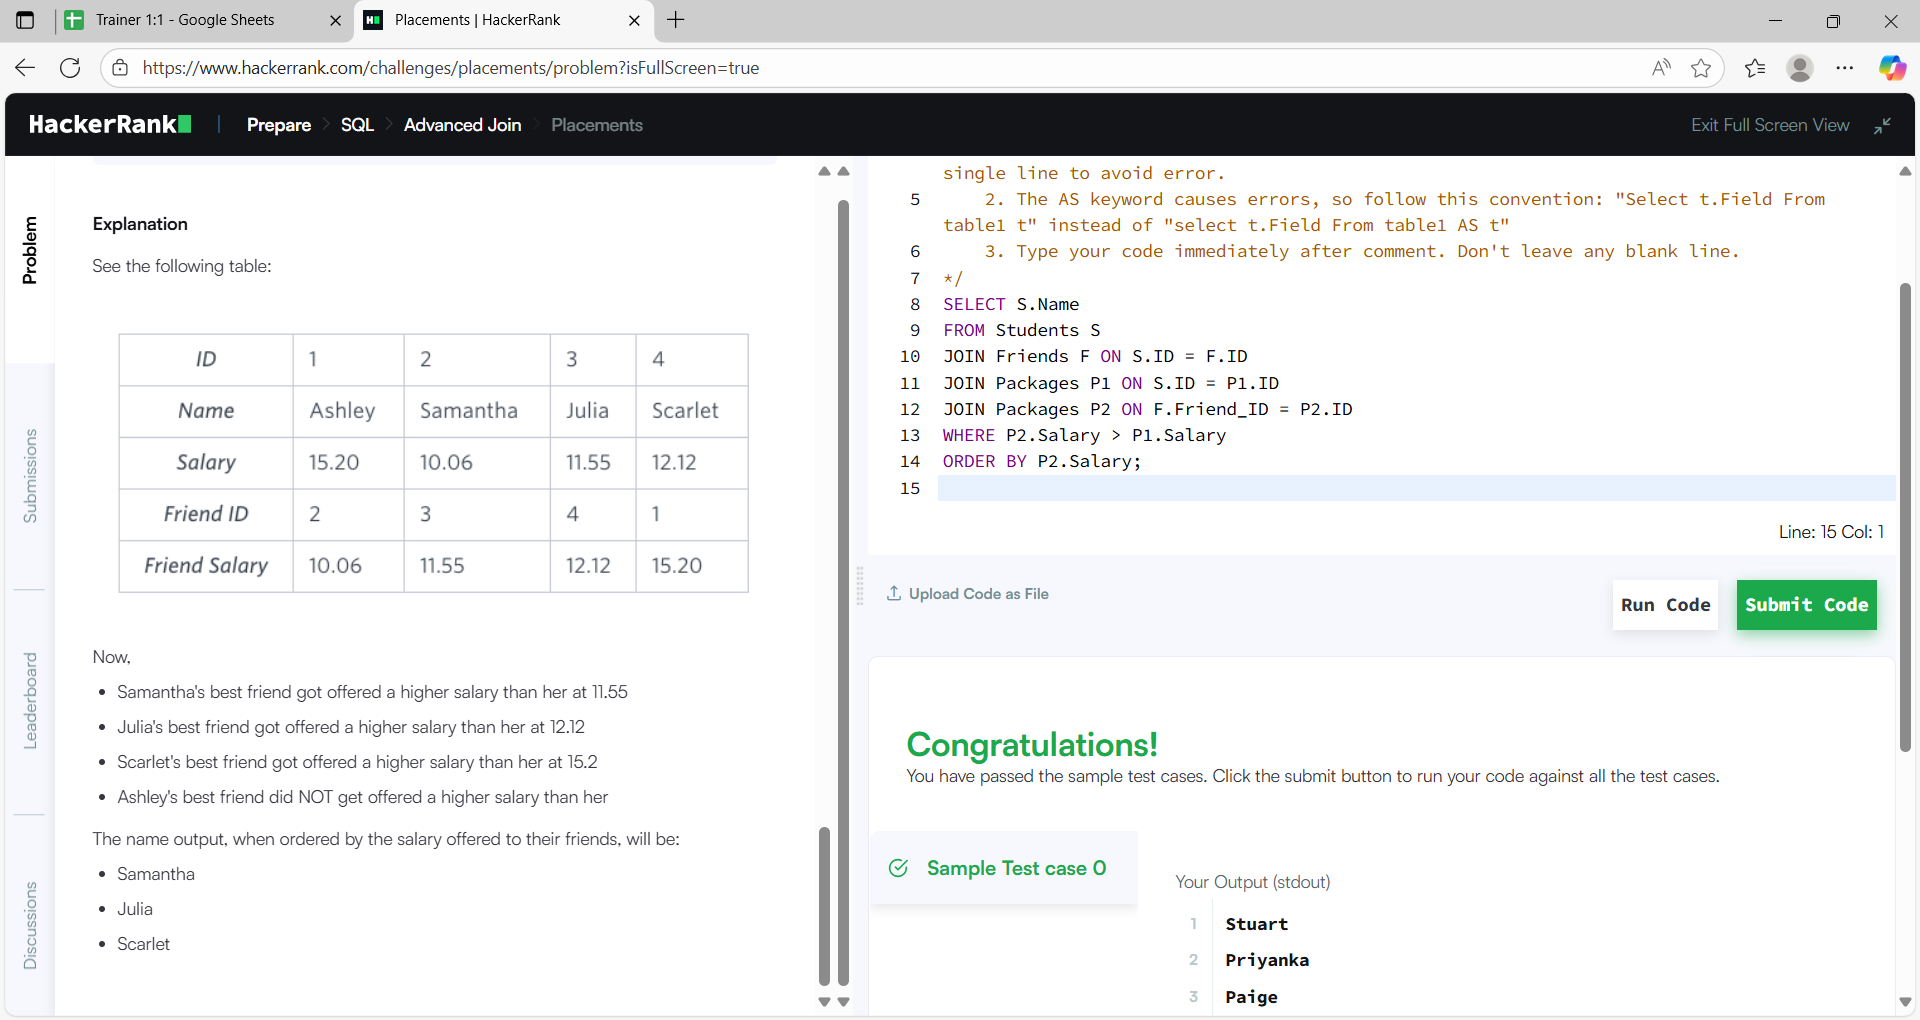 Trainer 1:1 - Google Sheets
Placements | HackerRank
https://www.hackerrank.com/challenges/placements/problem?isFullScreen=true
HackerRank
Prepare
SQL
Advanced Join
Placements
Exit Full Screen View
Problem
Submissions
Leaderboard
Discussions
Explanation
See the following table:
ID 1 2 3 4
Name Ashley Samantha Julia Scarlet
Salary 15.20 10.06 11.55 12.12
Friend ID 2 3 4 1
Friend Salary 10.06 11.55 12.12 15.20
Now,
• Samantha's best friend got offered a higher salary than her at 11.55
• Julia's best friend got offered a higher salary than her at 12.12
• Scarlet's best friend got offered a higher salary than her at 15.2
• Ashley's best friend did NOT get offered a higher salary than her
The name output, when ordered by the salary offered to their friends, will be:
• Samantha
• Julia
• Scarlet
single line to avoid error.
5 2. The AS keyword causes errors, so follow this convention: "Select t.Field From
table1 t" instead of "select t.Field From table1 AS t"
6 3. Type your code immediately after comment. Don't leave any blank line.
7 */
8 SELECT S.Name
9 FROM Students S
10 JOIN Friends F ON S.ID = F.ID
11 JOIN Packages P1 ON S.ID = P1.ID
12 JOIN Packages P2 ON F.Friend_ID = P2.ID
13 WHERE P2.Salary > P1.Salary
14 ORDER BY P2.Salary;
15
Line: 15 Col: 1
Upload Code as File
Run Code
Submit Code
Congratulations!
You have passed the sample test cases. Click the submit button to run your code against all the test cases.
Sample Test case 0
Your Output (stdout)
1 Stuart
2 Priyanka
3 Paige